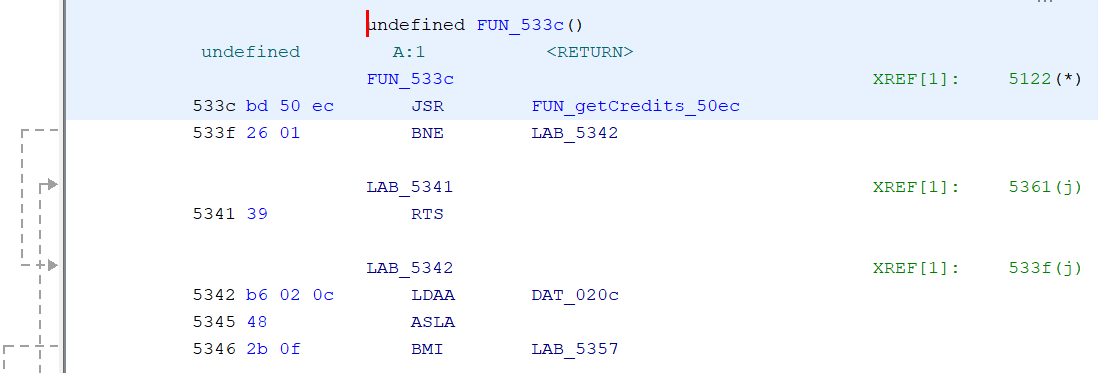 undefined FUN_533c()
undefined A:1 <RETURN>
FUN_533c XREF[1]: 5122(*)
533c bd 50 ec JSR FUN_getCredits_50ec
533f 26 01 BNE LAB_5342
LAB_5341 XREF[1]: 5361(j)
5341 39 RTS
LAB_5342 XREF[1]: 533f(j)
5342 b6 02 0c LDAA DAT_020c
5345 48 ASLA
5346 2b 0f BMI LAB_5357